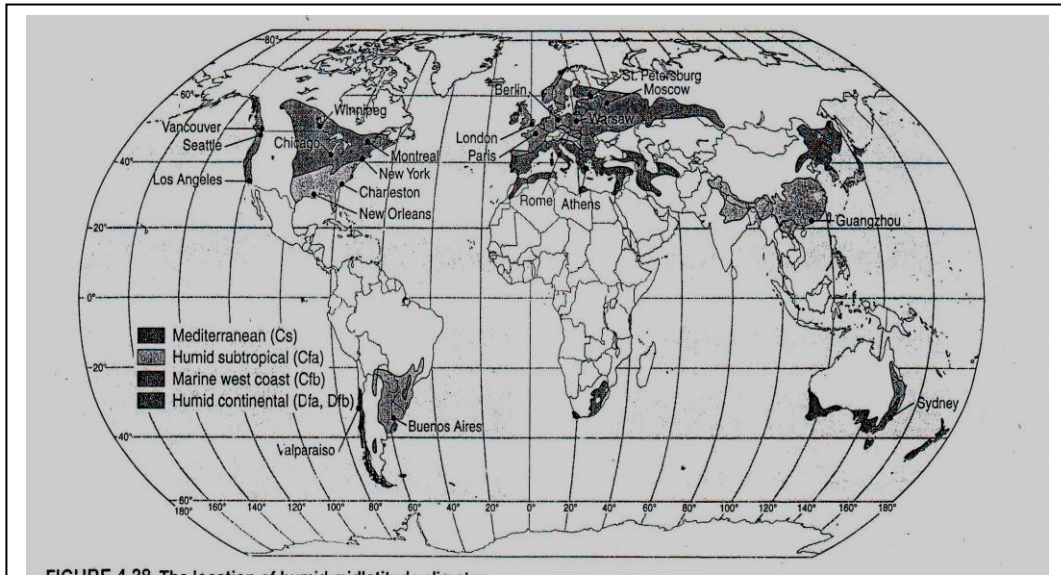 80°
St. Petersburg
Berlin
Moscow
60°
Winnipeg
Warsaw
Vancouver
London
Seattle
Chicago
Paris
Montreal
40°
New York
Los Angeles
Charleston
Rome
Athens
New Orleans
Guangzhou
20°
0°
Mediterranean (Cs)
Humid subtropical (Cfa)
20°
Marine west coast (Cfb)
Humid continental (Dfa, Dfb)
Sydney
Buenos Aires
40°
Valparaiso
60°
180° 160° 140° 120° 100° 80° 60° 40° 20° 0° 20° 40° 60° 80° 100° 120° 140° 160° 180°
FIGURE 4.28 The location of humid midlatitude